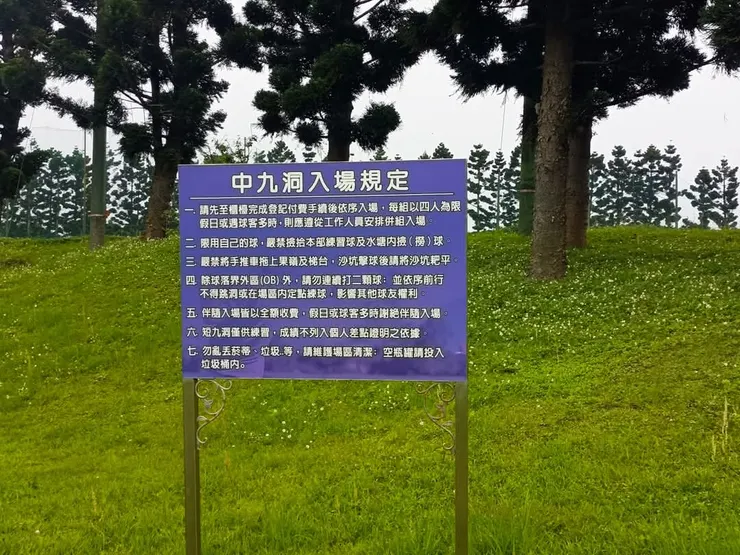 中九洞入場規定
一. 請先至櫃檯完成登記付費手續後依序入場，每組以四人為限
假日或遇球客多時，則應遵從工作人員安排併組入場.
二. 限用自己的球，嚴禁撿拾本部練習球及水塘內撿（撈）球.
三. 嚴禁將手推車拖上果嶺及梯台，沙坑擊球後請將沙坑耙平.
四. 除球落界外區(OB)外，請勿連續打二顆球；並依序前行
不得跳洞或在場區內定點練球，影響其他球友權利.
五. 伴隨入場皆以全額收費，假日或球客多時謝絕伴隨入場.
六. 短九洞僅供練習，成績不列入個人差點證明之依據.
七. 勿亂丟菸蒂、垃圾..等，請維護場區清潔；空瓶罐請投入
垃圾桶內。